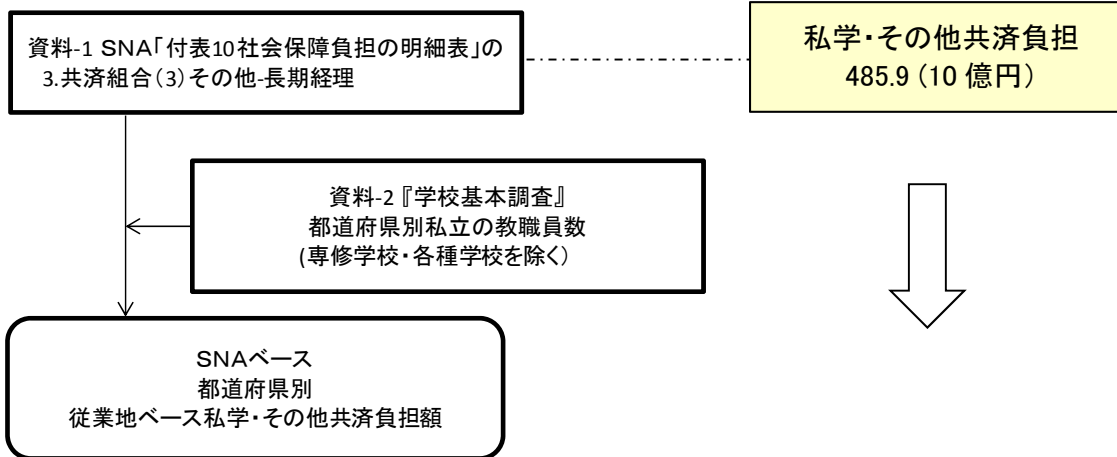 資料-1 SNA「付表10社会保障負担の明細表」の
3.共済組合(3)その他-長期経理
私学・その他共済負担
485.9(10 億円)
資料-2『学校基本調査』
都道府県別私立の教職員数
(専修学校・各種学校を除く)
SNAベース
都道府県別
従業地ベース私学・その他共済負担額